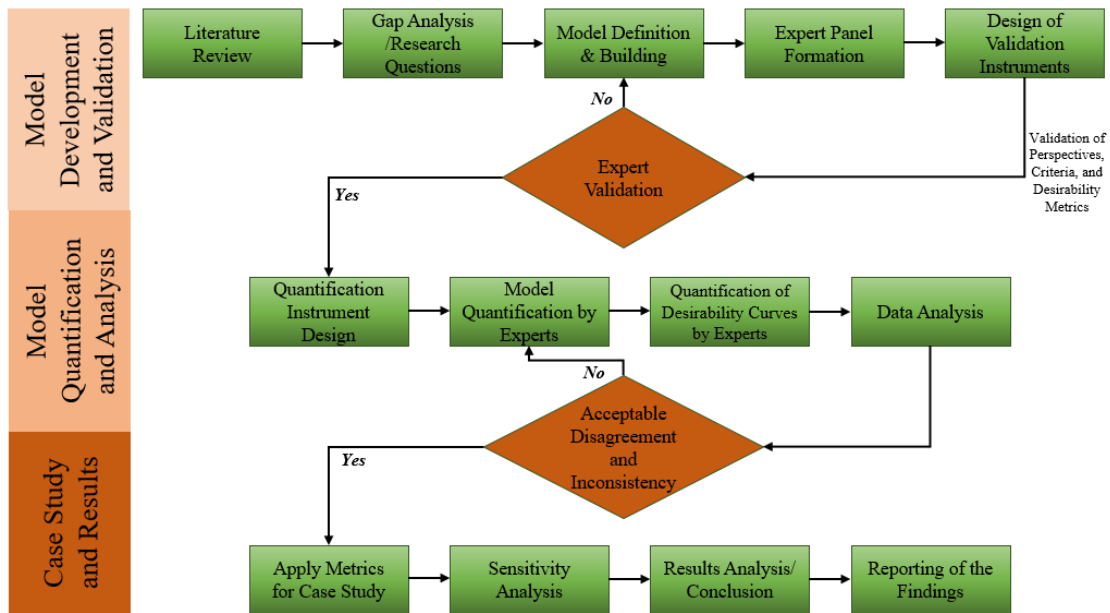 Model
Development
and Validation
Literature
Review
Gap Analysis
/Research
Questions
Model Definition
& Building
Expert Panel
Formation
Design of
Validation
Instruments
No
Expert
Validation
Validation of
Perspectives,
Criteria, and
Desirability
Metrics
Yes
Model
Quantification
and Analysis
Quantification
Instrument
Design
Model
Quantification by
Experts
Quantification of
Desirability Curves
by Experts
Data Analysis
No
Acceptable
Disagreement
and
Inconsistency
Yes
Case Study
and Results
Apply Metrics
for Case Study
Sensitivity
Analysis
Results Analysis/
Conclusion
Reporting of the
Findings